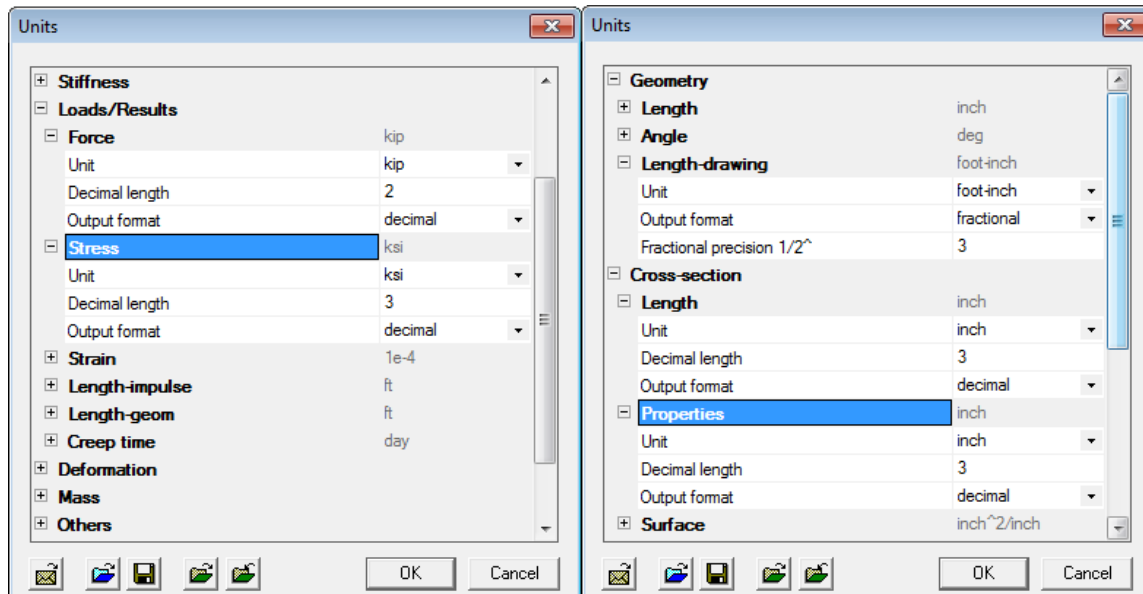 Units
Stiffness
Loads/Results
Force kip
Unit kip
Decimal length 2
Output format decimal
Stress ksi
Unit ksi
Decimal length 3
Output format decimal
Strain 1e-4
Length-impulse ft
Length-geom ft
Creep time day
Deformation
Mass
Others
OK Cancel
Units
Geometry
Length inch
Angle deg
Length-drawing foot-inch
Unit foot-inch
Output format fractional
Fractional precision 1/2^ 3
Cross-section
Length inch
Unit inch
Decimal length 3
Output format decimal
Properties inch
Unit inch
Decimal length 3
Output format decimal
Surface inch^2/inch
OK Cancel